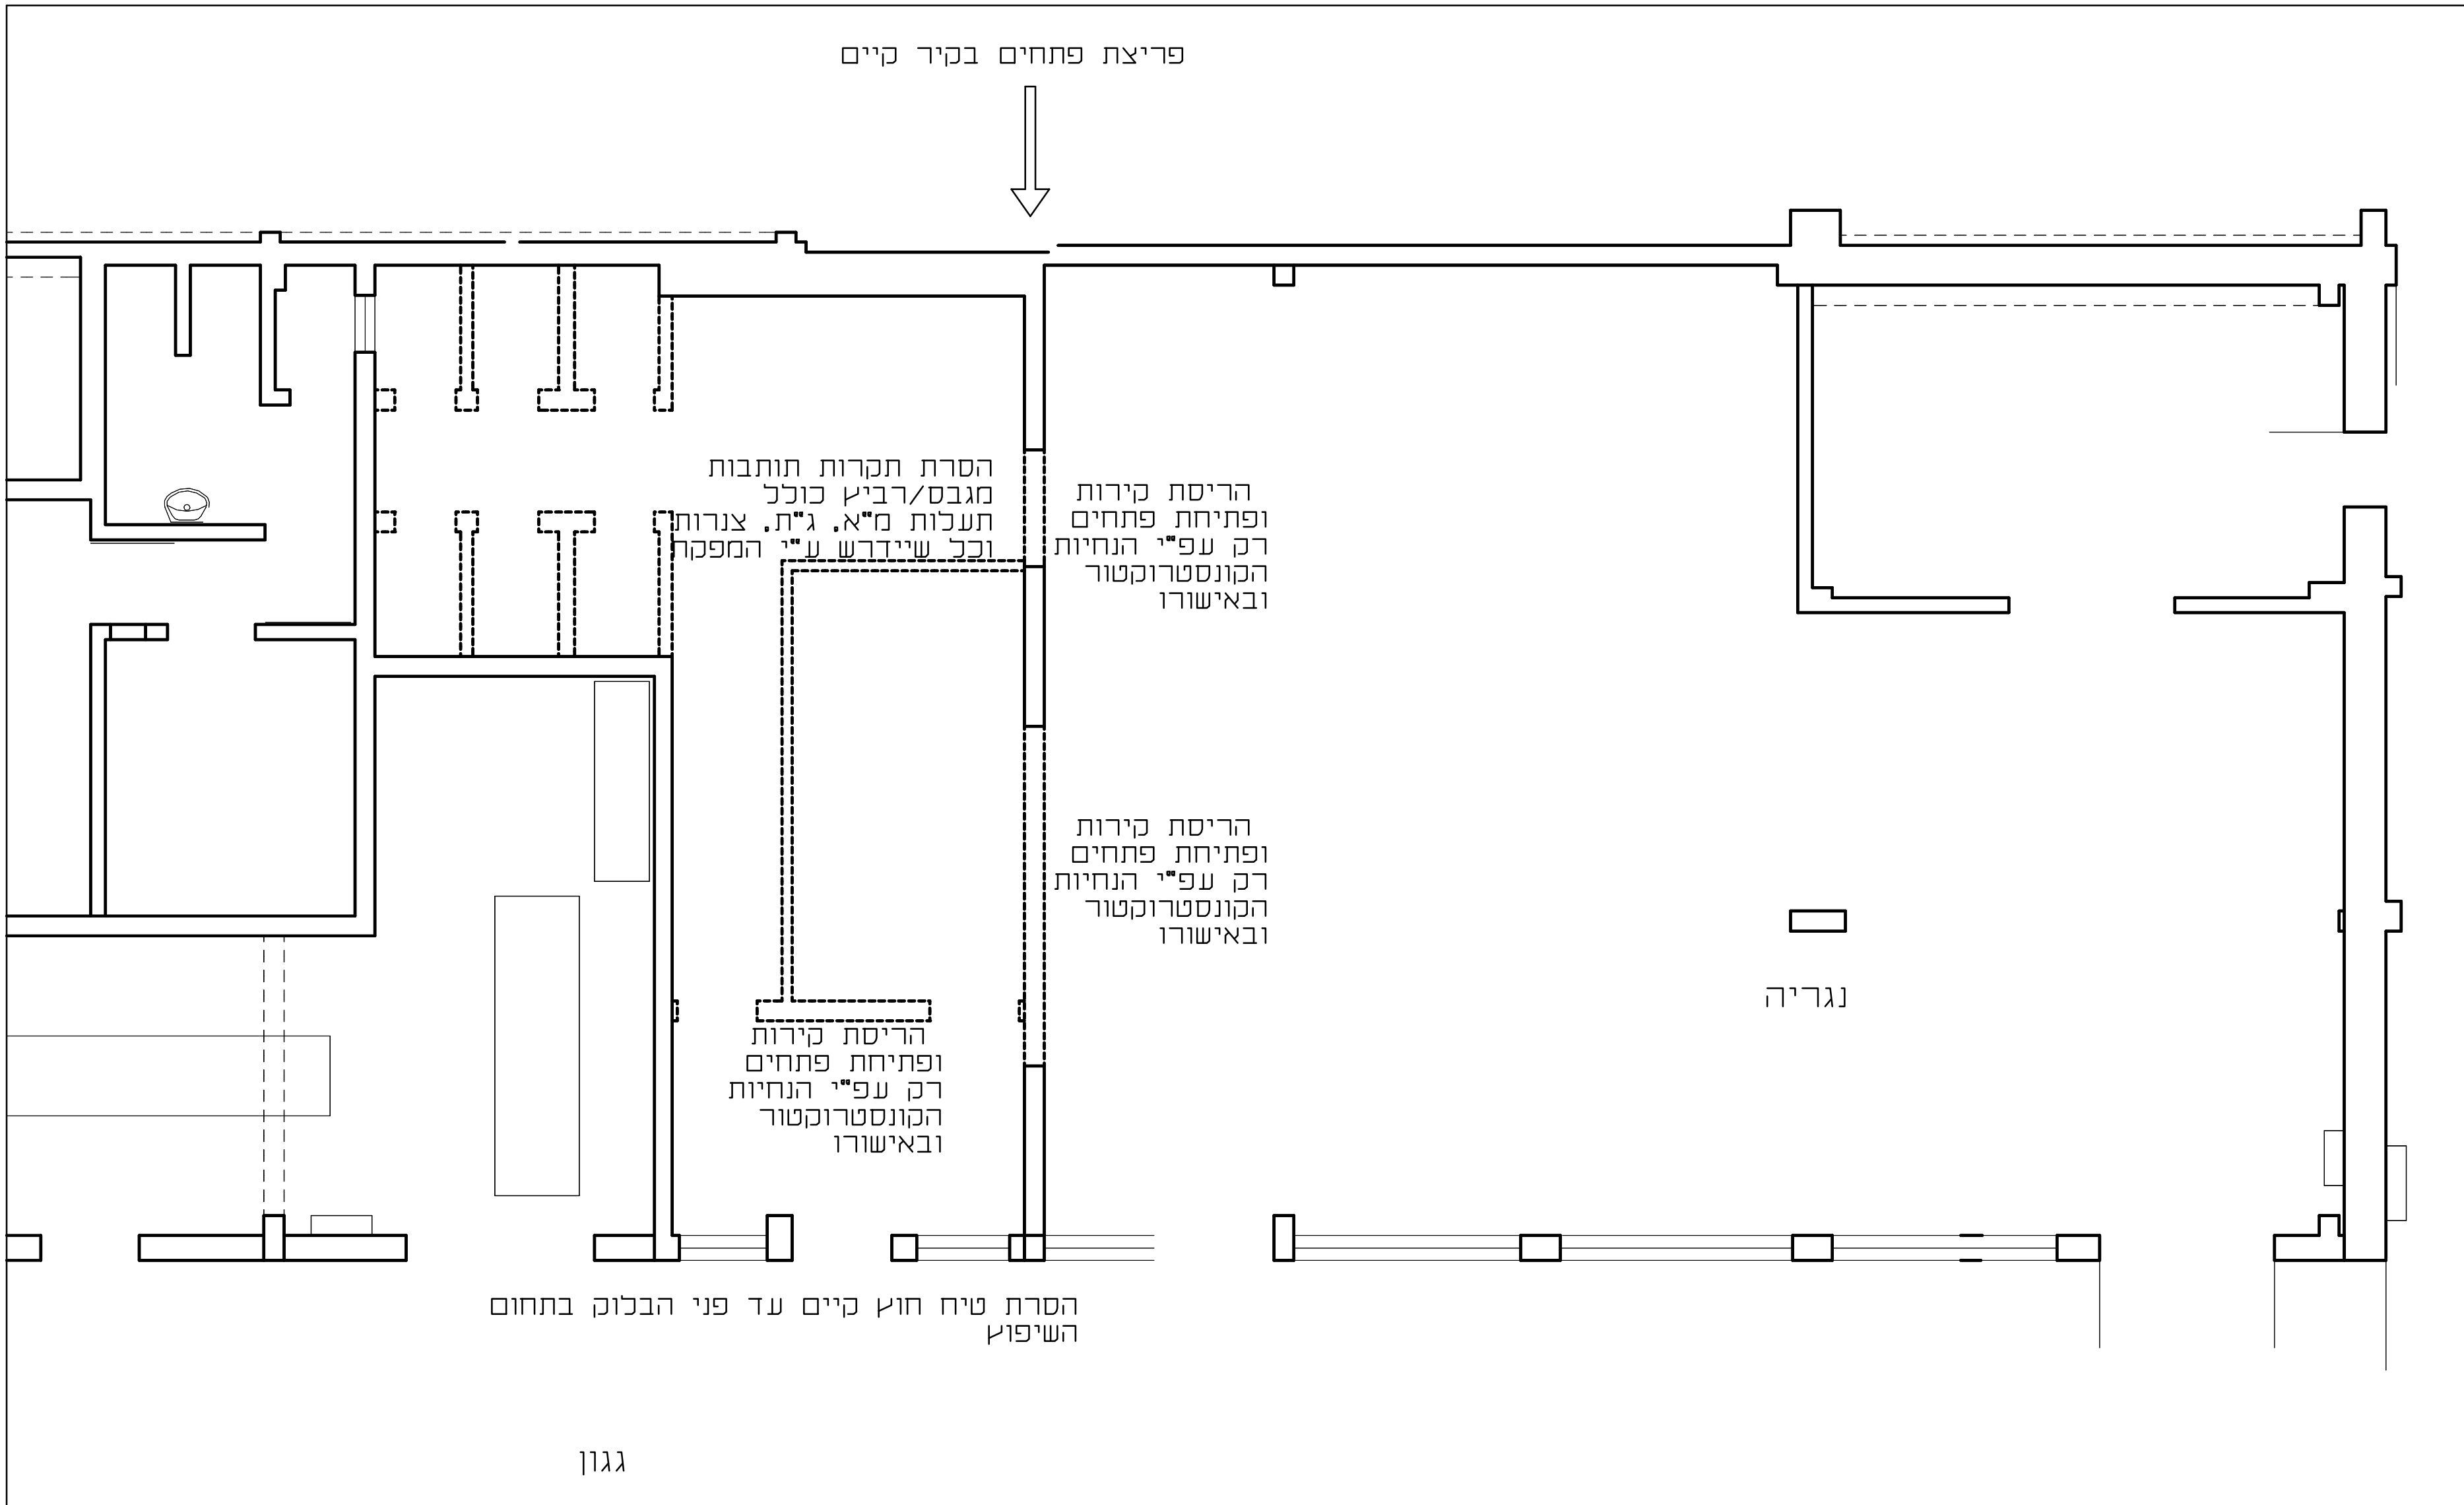 פריצת פתחים בקיר קיים
הסרת תקרות תותבות
מגבס/רביץ כולל
תעלות מ"א, ג"ת, צנרות
וכל שיידרש ע"י המפקח
הריסת קירות
ופתיחת פתחים
רק עפ"י הנחיות
הקונסטרוקטור
ובאישורו
הריסת קירות
ופתיחת פתחים
רק עפ"י הנחיות
הקונסטרוקטור
ובאישורו
נגריה
הריסת קירות
ופתיחת פתחים
רק עפ"י הנחיות
הקונסטרוקטור
ובאישורו
הסרת טיח חוץ קיים עד פני הבלוק בתחום
השיפוץ
גגון